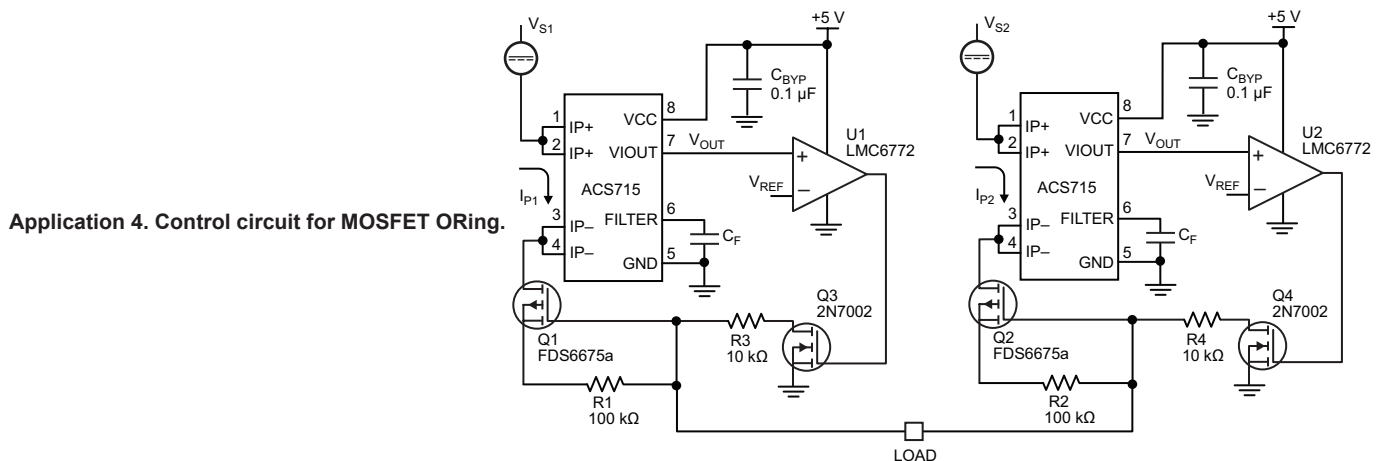 Application 4. Control circuit for MOSFET ORing.
V_S1
+5 V
C_BYP
0.1 µF
1
IP+
2
IP+
8
VCC
7
VIOUT
V_OUT
U1
LMC6772
+
V_REF
–
I_P1
ACS715
3
IP–
4
IP–
6
FILTER
C_F
5
GND
Q1
FDS6675a
R3
10 kΩ
Q3
2N7002
R1
100 kΩ
V_S2
+5 V
C_BYP
0.1 µF
1
IP+
2
IP+
8
VCC
7
VIOUT
V_OUT
U2
LMC6772
+
V_REF
–
I_P2
ACS715
3
IP–
4
IP–
6
FILTER
C_F
5
GND
Q2
FDS6675a
R4
10 kΩ
Q4
2N7002
R2
100 kΩ
LOAD